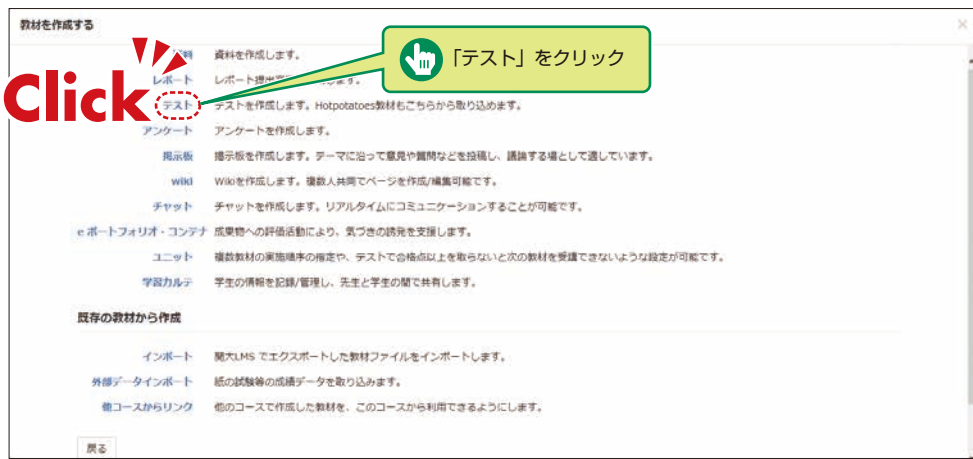 教材を作成する
×
料 資料を作成します。
「テスト」をクリック
レポート レポート提出
Click
テスト テストを作成します。Hotpotatoes教材もこちらから取り込めます。
アンケート アンケートを作成します。
掲示板 掲示板を作成します。テーマに沿って意見や質問などを投稿し、議論する場として適しています。
wiki Wikiを作成します。複数人共同でページを作成/編集可能です。
チャット チャットを作成します。リアルタイムにコミュニケーションすることが可能です。
eポートフォリオ・コンテナ 成果物への評価活動により、気づきの誘発を支援します。
ユニット 複数教材の実施順序の指定や、テストで合格点以上を取らないと次の教材を受講できないような設定が可能です。
学習カルテ 学生の情報を記録/管理し、先生と学生の間で共有します。
既存の教材から作成
インポート 関大LMS でエクスポートした教材ファイルをインポートします。
外部データインポート 紙の試験等の成績データを取り込みます。
他コースからリンク 他のコースで作成した教材を、このコースから利用できるようにします。
戻る